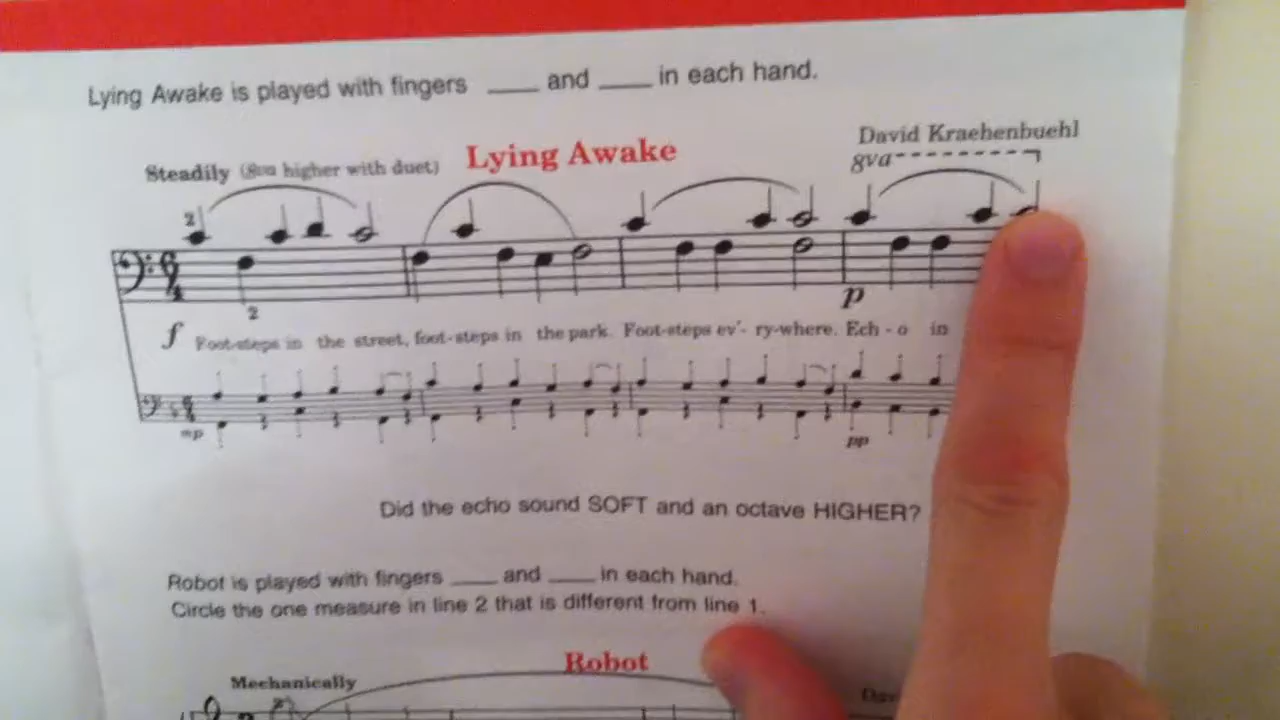 Lying Awake is played with fingers ____ and ____ in each hand.
Lying Awake
David Kraehenbuehl
Steadily (8va higher with duet)
8va
2
2
p
f Foot-steps in the street, foot-steps in the park. Foot-steps ev'- ry-where. Ech - o in
mp
pp
Did the echo sound SOFT and an octave HIGHER?
Robot is played with fingers ____ and ____ in each hand.
Circle the one measure in line 2 that is different from line 1.
Robot
Mechanically